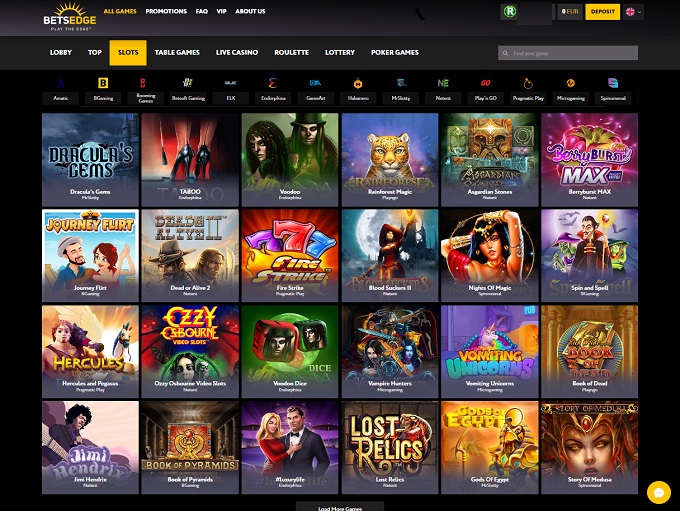 BETSEDGE
PLAY THE EDGE
ALL GAMES PROMOTIONS FAQ VIP ABOUT US
R
0 EUR DEPOSIT
LOBBY TOP SLOTS TABLE GAMES LIVE CASINO ROULETTE LOTTERY POKER GAMES
Find your game
B ELK NE GO
Amatic BGaming Booming Games Betsoft Gaming ELK Endorphina GameArt Habanero MrSlotty Netent Play'n GO Pragmatic Play Microgaming Spinomenal
DRACULA'S GEMS
Dracula's Gems
MrSlotty
TABOO
TABOO
Endorphina
Voodoo
Endorphina
RAINFOREST
Rainforest Magic
Playngo
ASGARDIAN STONES
Asgardian Stones
Netent
BerryBurst MAX
Berryburst MAX
Netent
JOURNEY FLIRT
Journey Flirt
BGaming
DEAD OR ALIVE II
Dead or Alive 2
Netent
777 FIRE STRIKE
Fire Strike
Pragmatic Play
Blood Suckers II
Netent
Nights Of Magic
Spinomenal
Spin and Spell
BGaming
HERCULES
Hercules and Pegasus
Pragmatic Play
OZZY OSBOURNE
VIDEO SLOTS
Ozzy Osbourne Video Slots
Netent
DICE
Voodoo Dice
Endorphina
Vampire Hunters
Microgaming
VOMITING UNICORNS
Vomiting Unicorns
Microgaming
BOOK OF DEAD
Book of Dead
Playngo
Jimi Hendrix
Jimi Hendrix
Netent
BOOK OF PYRAMIDS
Book of Pyramids
BGaming
#Luxurylife
Endorphina
LOST RELICS
Lost Relics
Netent
GODS OF EGYPT
Gods Of Egypt
MrSlotty
STORY OF MEDUSA
Story Of Medusa
Spinomenal
Load More Games